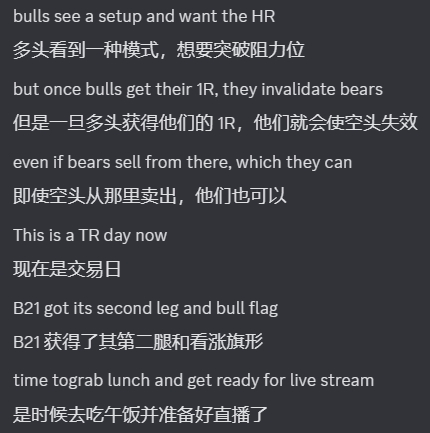 bulls see a setup and want the HR
多头看到一种模式，想要突破阻力位
but once bulls get their 1R, they invalidate bears
但是一旦多头获得他们的 1R，他们就会使空头失效
even if bears sell from there, which they can
即使空头从那里卖出，他们也可以
This is a TR day now
现在是交易日
B21 got its second leg and bull flag
B21 获得了其第二腿和看涨旗形
time tograb lunch and get ready for live stream
是时候去吃午饭并准备好直播了